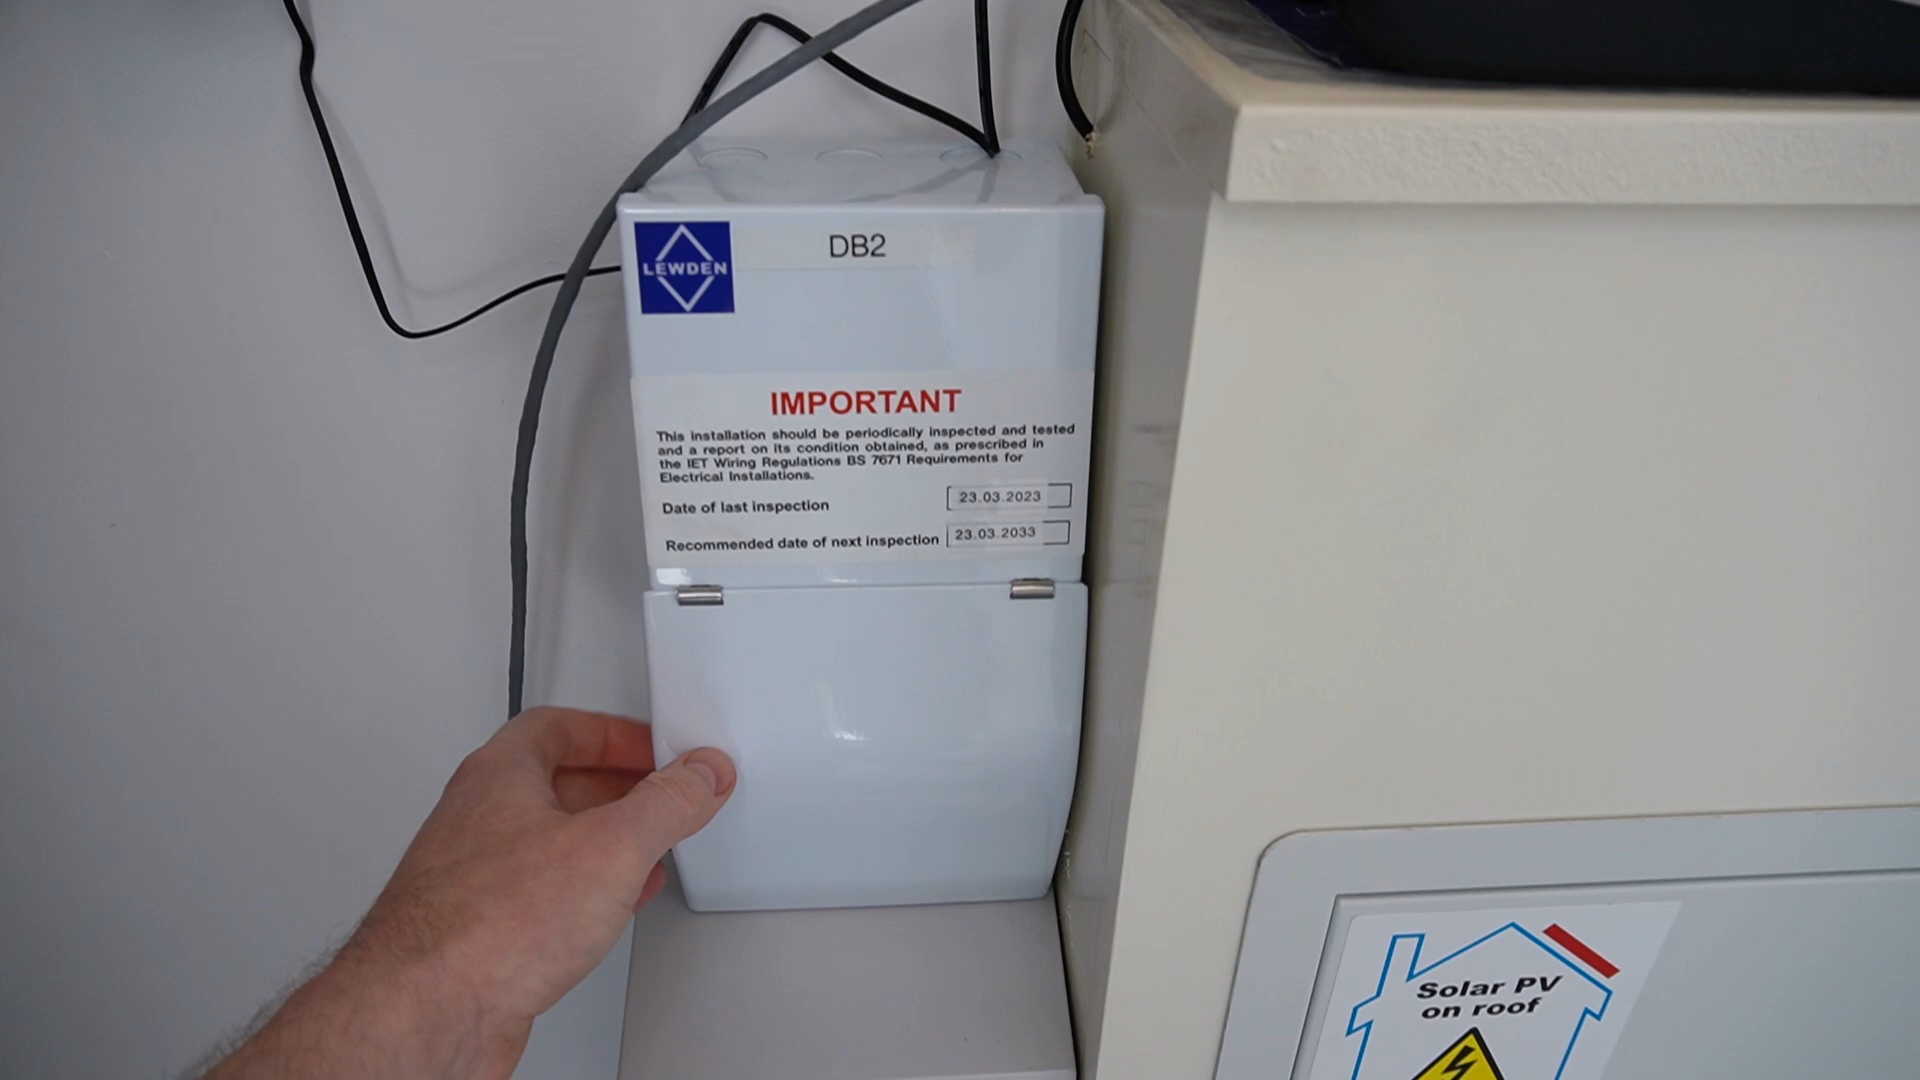 DB2
LEWDEN
IMPORTANT
This installation should be periodically inspected and tested
and a report on its condition obtained, as prescribed in
the IET Wiring Regulations BS 7671 Requirements for
Electrical Installations.
Date of last inspection 23.03.2023
Recommended date of next inspection 23.03.2033
Solar PV
on roof